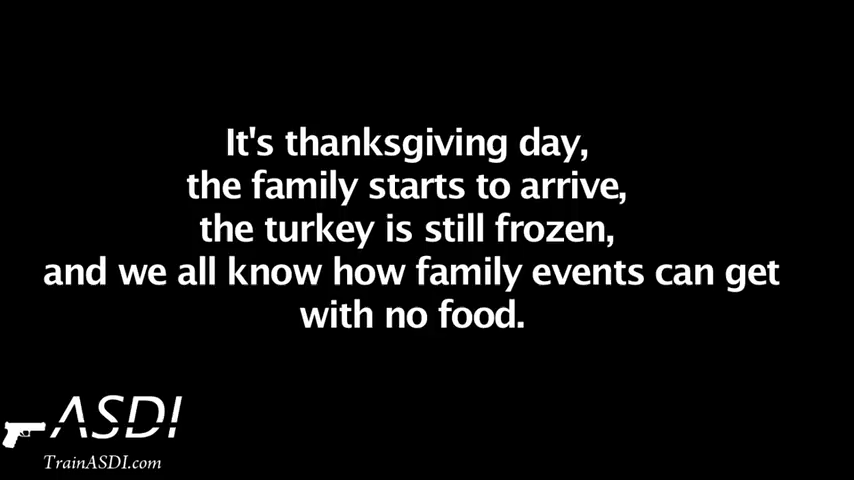 It's thanksgiving day,
the family starts to arrive,
the turkey is still frozen,
and we all know how family events can get
with no food.
ASDI
TrainASDI.com